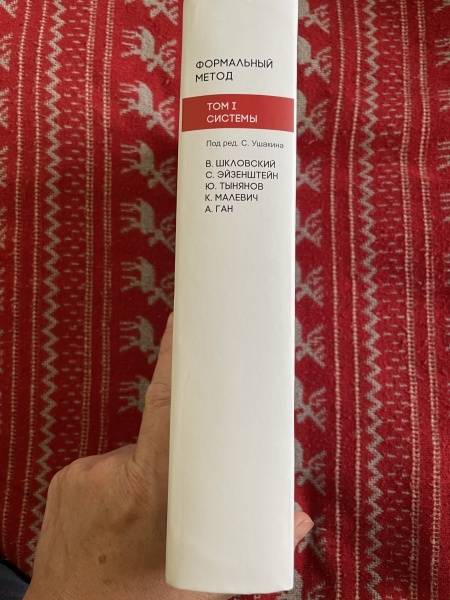 ФОРМАЛЬНЫЙ
МЕТОД
ТОМ I
СИСТЕМЫ
Под ред. С. Ушакина
В. ШКЛОВСКИЙ
С. ЭЙЗЕНШТЕЙН
Ю. ТЫНЯНОВ
К. МАЛЕВИЧ
А. ГАН